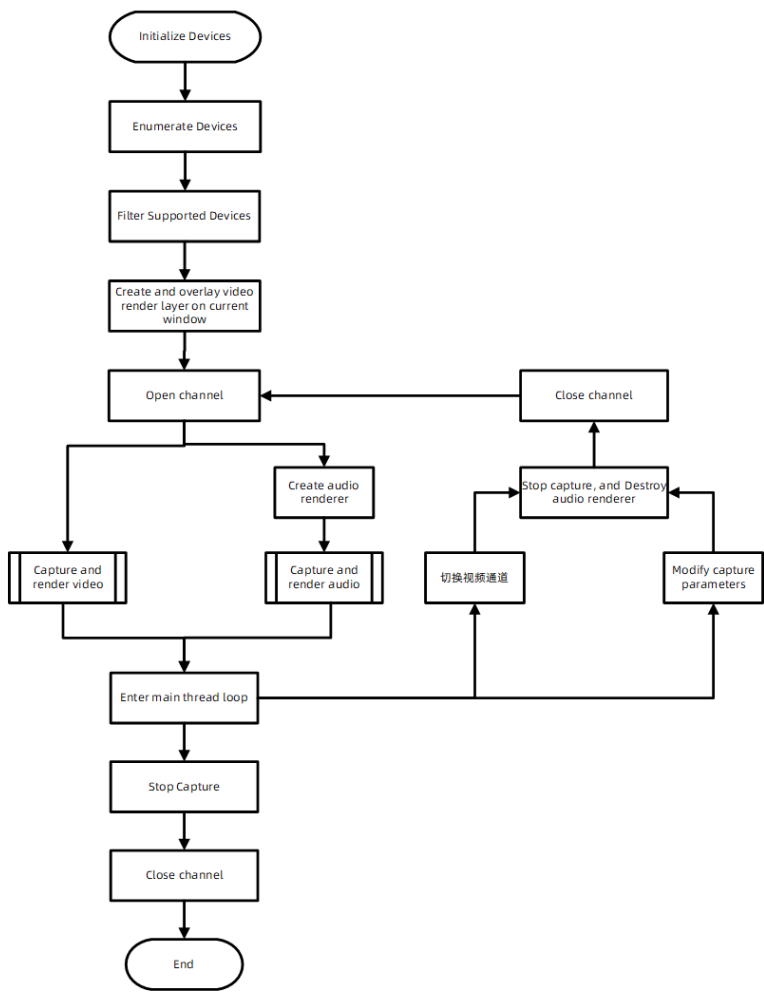 Initialize Devices
Enumerate Devices
Filter Supported Devices
Create and overlay video
render layer on current
window
Open channel
Close channel
Create audio
renderer
Stop capture, and Destroy
audio renderer
Capture and
render video
Capture and
render audio
切换视频通道
Modify capture
parameters
Enter main thread loop
Stop Capture
Close channel
End